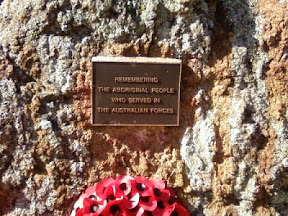 REMEMBERING
THE ABORIGINAL PEOPLE
WHO SERVED IN
THE AUSTRALIAN FORCES